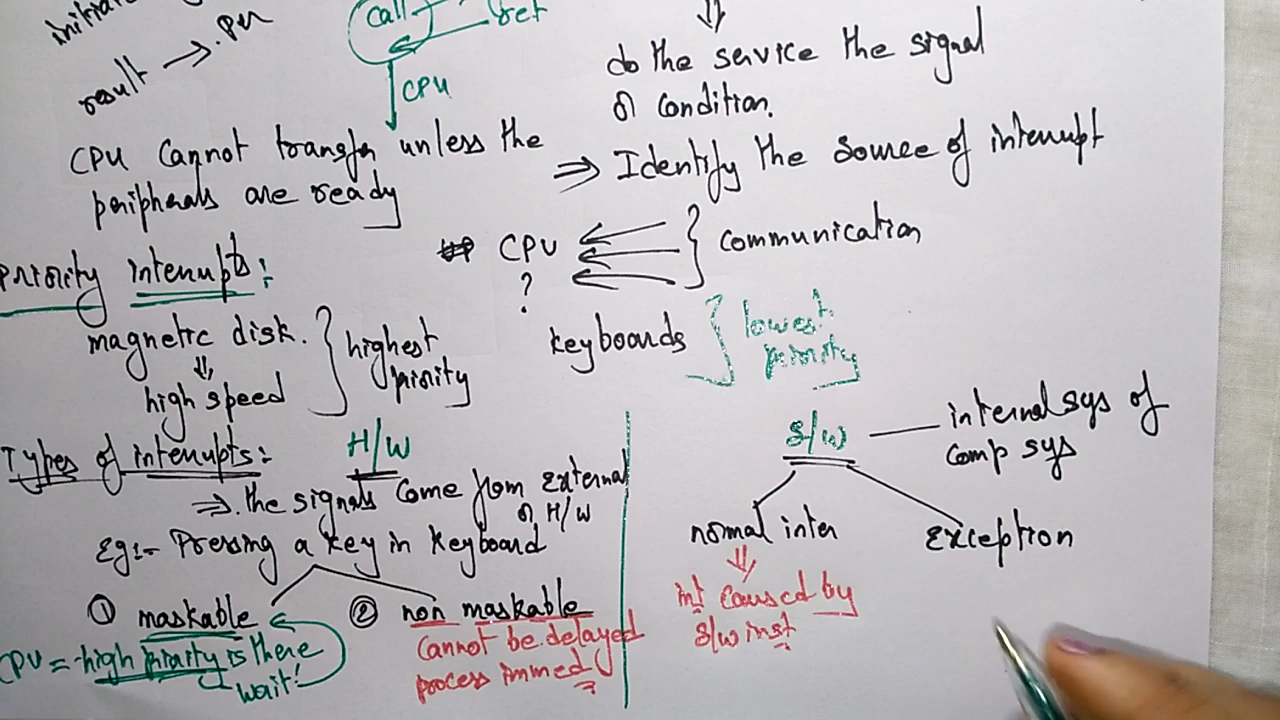 result → per
call
ret
CPU
do the service the signal
or condition.
CPU cannot transfer unless the
peripherals are ready
⇒ Identify the source of interrupt
CPU
?
communication
Priority interrupts:
magnetic disk.
⇓
high speed
highest
priority
keyboards
lowest
priority
Types of interrupts:
H/W
⇒ the signals come from External
or H/W
Eg:- Pressing a key in keyboard
① maskable
② non maskable
CPU = high priority is there
wait!
cannot be delayed
process immed
S/W
internal sys of
comp sys
normal inter
Exception
int caused by
S/W inst